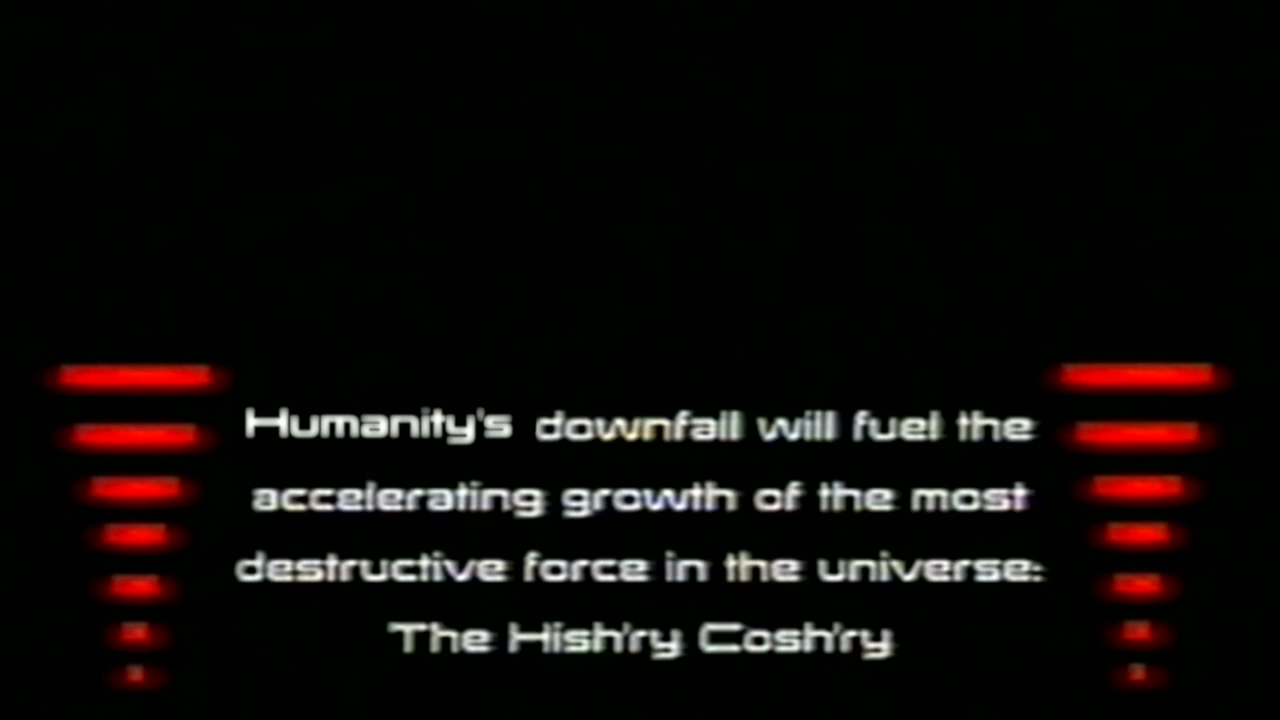 Humanity's downfall will fuel the
accelerating growth of the most
destructive force in the universe:
The Hish'ry Cosh'ry